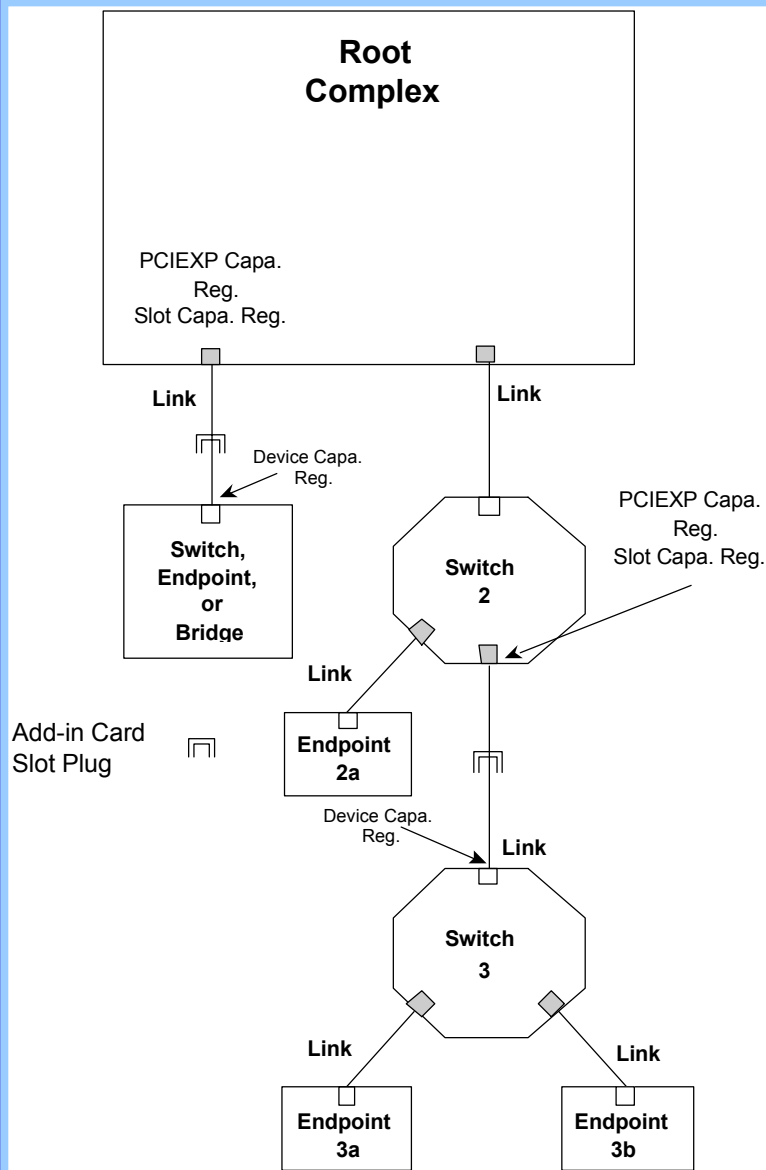 Root
Complex
PCIEXP Capa.
Reg.
Slot Capa. Reg.
Link
Link
Device Capa.
Reg.
PCIEXP Capa.
Reg.
Slot Capa. Reg.
Switch,
Endpoint,
or
Bridge
Switch
2
Link
Add-in Card
Slot Plug
Endpoint
2a
Device Capa.
Reg.
Link
Switch
3
Link
Link
Endpoint
3a
Endpoint
3b